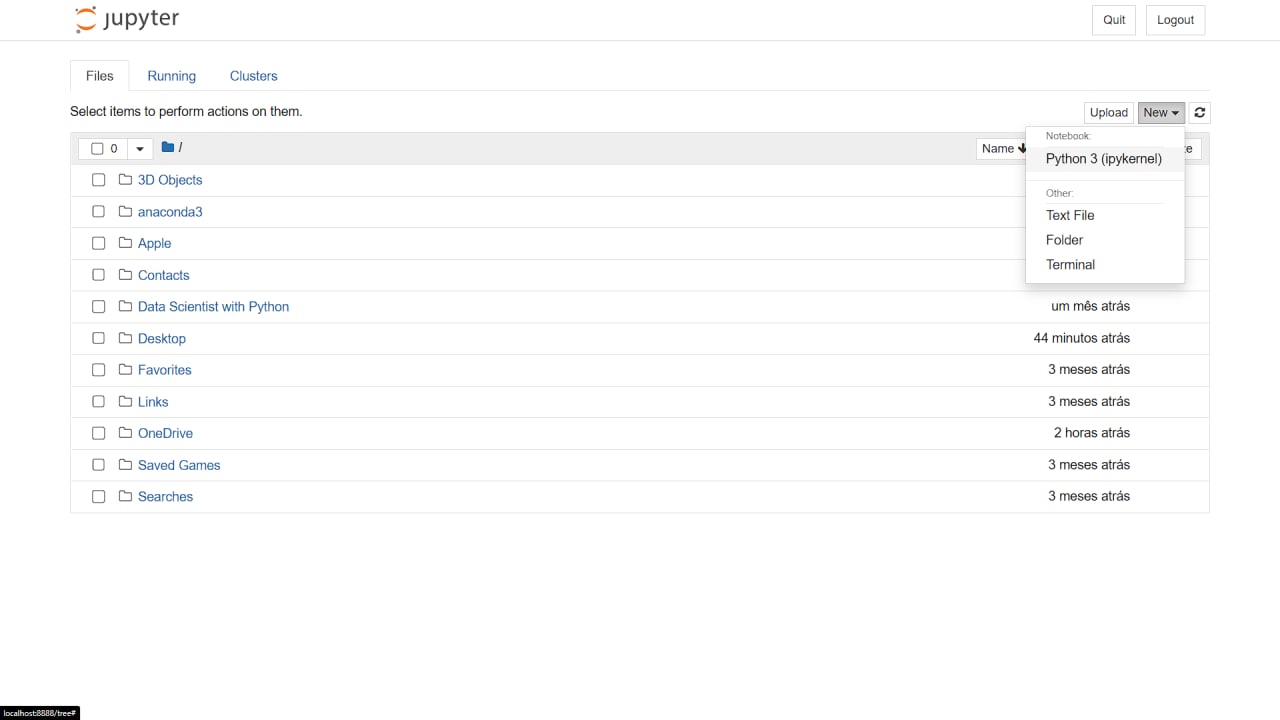 jupyter
Quit
Logout
Files
Running
Clusters
Select items to perform actions on them.
Upload
New
0
/
Name
Notebook:
Python 3 (ipykernel)
Other:
Text File
Folder
Terminal
3D Objects
anaconda3
Apple
Contacts
Data Scientist with Python um mês atrás
Desktop 44 minutos atrás
Favorites 3 meses atrás
Links 3 meses atrás
OneDrive 2 horas atrás
Saved Games 3 meses atrás
Searches 3 meses atrás
localhost:8888/tree#